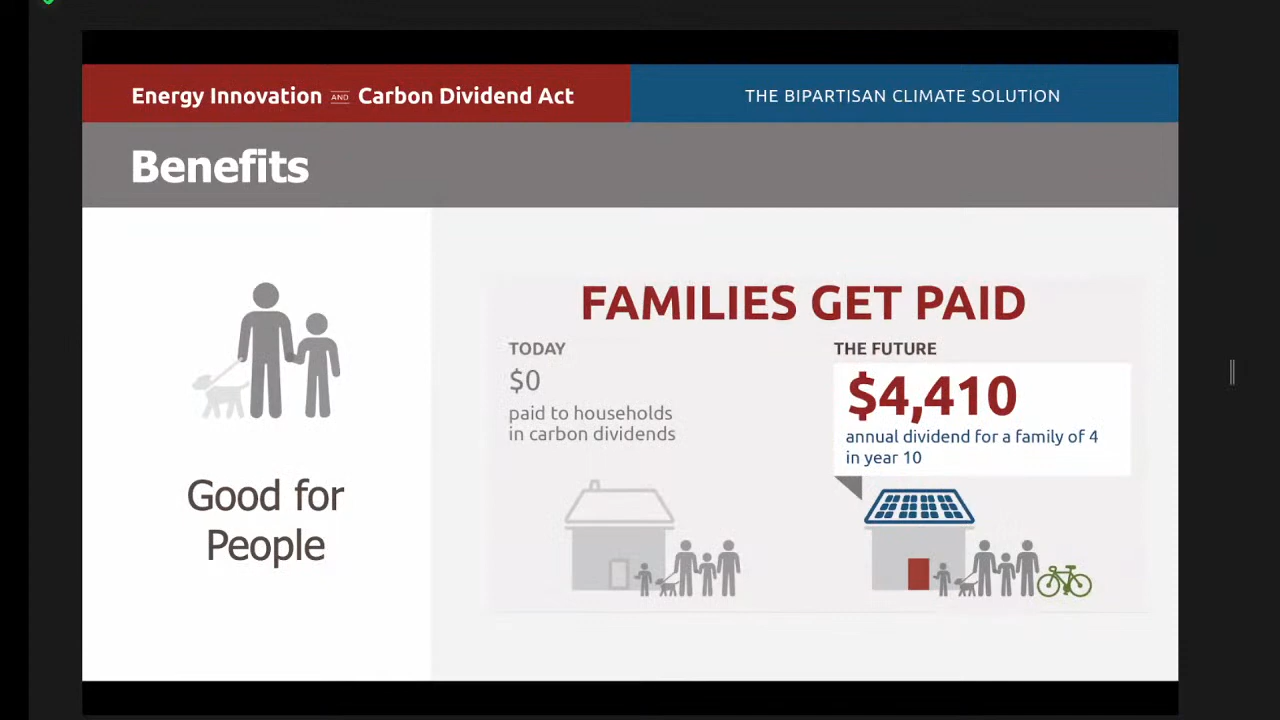 Energy Innovation AND Carbon Dividend Act
THE BIPARTISAN CLIMATE SOLUTION
Benefits
Good for
People
FAMILIES GET PAID
TODAY
$0
paid to households
in carbon dividends
THE FUTURE
$4,410
annual dividend for a family of 4
in year 10